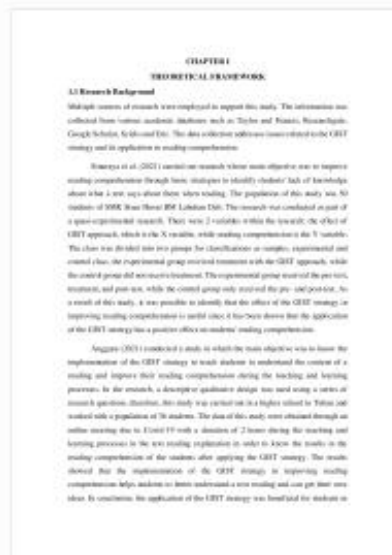 CHAPTER I
THEORETICAL FRAMEWORK
1.1 Research Background
Multiple sources of research were employed to support this study. The information was
collected from various academic databases such as Taylor and Francis, Researchgate,
Google Scholar, Scielo and Eric. The data collection addresses issues related to the GIST
strategy and its application in reading comprehension.
et al. (2021) carried out research whose main objective was to improve
reading comprehension through basic strategies to identify students' lack of knowledge
about what a text says about them when reading. The population of this study was 50
students of SMK The research was conducted as part of
a quasi-experimental research. There were 2 variables within the research; the effect of
GIST approach, which is the X variable, while reading comprehension is the Y variable.
The class was divided into two groups for classifications as samples, experimental and
control class, the experimental group received treatment with the GIST approach, while
the control group did not receive treatment. The experimental group received the pre-test,
treatment, and post-test, while the control group only received the pre- and post-test. As
a result of this study, it was possible to identify that the effect of the GIST strategy in
improving reading comprehension is useful since it has been shown that the application
of the GIST strategy has a positive effect on students' reading comprehension.
Anggara (2021) conducted a study in which the main objective was to know the
implementation of the GIST strategy to teach students to understand the content of a
reading and improve their reading comprehension during the teaching and learning
processes. In the research, a descriptive qualitative design was used using a series of
research questions, therefore, this study was carried out in a higher school in Tuban and
worked with a population of 36 students. The data of this study were obtained through an
online meeting due to Covid-19 with a duration of 2 hours during the teaching and
learning processes in the text reading explanation in order to know the results in the
reading comprehension of the students after applying the GIST strategy. The results
showed that the implementation of the GIST strategy in improving reading
comprehension helps students to better understand a text reading and can get their own
ideas. In conclusion, the application of the GIST strategy was beneficial for students to